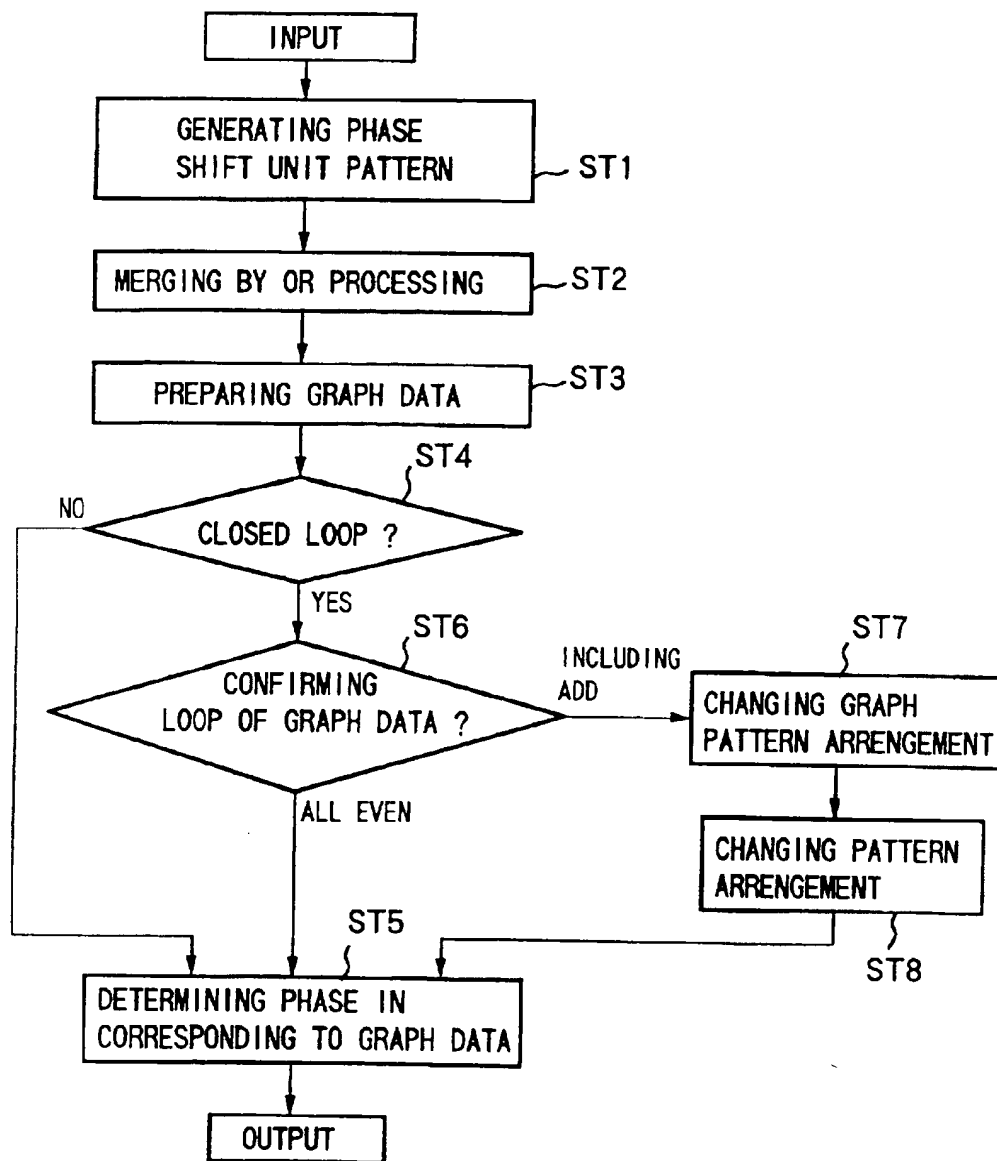 INPUT
GENERATING PHASE
SHIFT UNIT PATTERN
ST1
MERGING BY OR PROCESSING
ST2
PREPARING GRAPH DATA
ST3
ST4
NO
CLOSED LOOP ?
YES
ST6
CONFIRMING
LOOP OF GRAPH DATA ?
INCLUDING
ADD
ST7
CHANGING GRAPH
PATTERN ARRENGEMENT
ALL EVEN
CHANGING PATTERN
ARRENGEMENT
ST8
ST5
DETERMINING PHASE IN
CORRESPONDING TO GRAPH DATA
OUTPUT